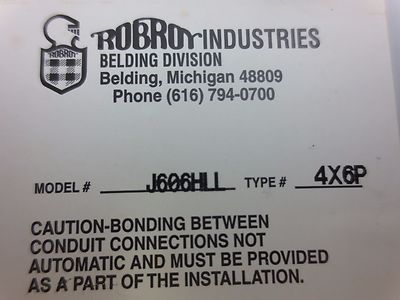 ROBROY INDUSTRIES
ROBROY
BELDING DIVISION
Belding, Michigan 48809
Phone (616) 794-0700
MODEL # J606HLL TYPE # 4X6P
CAUTION-BONDING BETWEEN
CONDUIT CONNECTIONS NOT
AUTOMATIC AND MUST BE PROVIDED
AS A PART OF THE INSTALLATION.